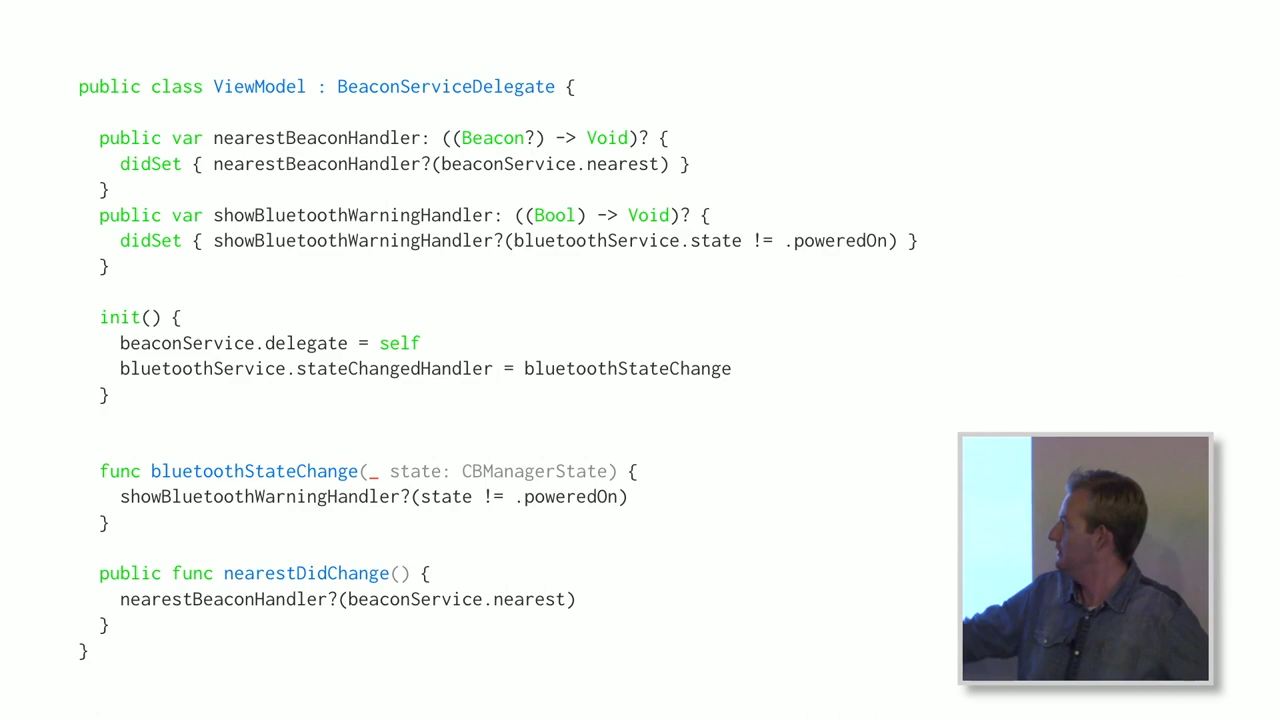 public class ViewModel : BeaconServiceDelegate {
public var nearestBeaconHandler: ((Beacon?) -> Void)? {
didSet { nearestBeaconHandler?(beaconService.nearest) }
}
public var showBluetoothWarningHandler: ((Bool) -> Void)? {
didSet { showBluetoothWarningHandler?(bluetoothService.state != .poweredOn) }
}
init() {
beaconService.delegate = self
bluetoothService.stateChangedHandler = bluetoothStateChange
}
func bluetoothStateChange(_ state: CBManagerState) {
showBluetoothWarningHandler?(state != .poweredOn)
}
public func nearestDidChange() {
nearestBeaconHandler?(beaconService.nearest)
}
}